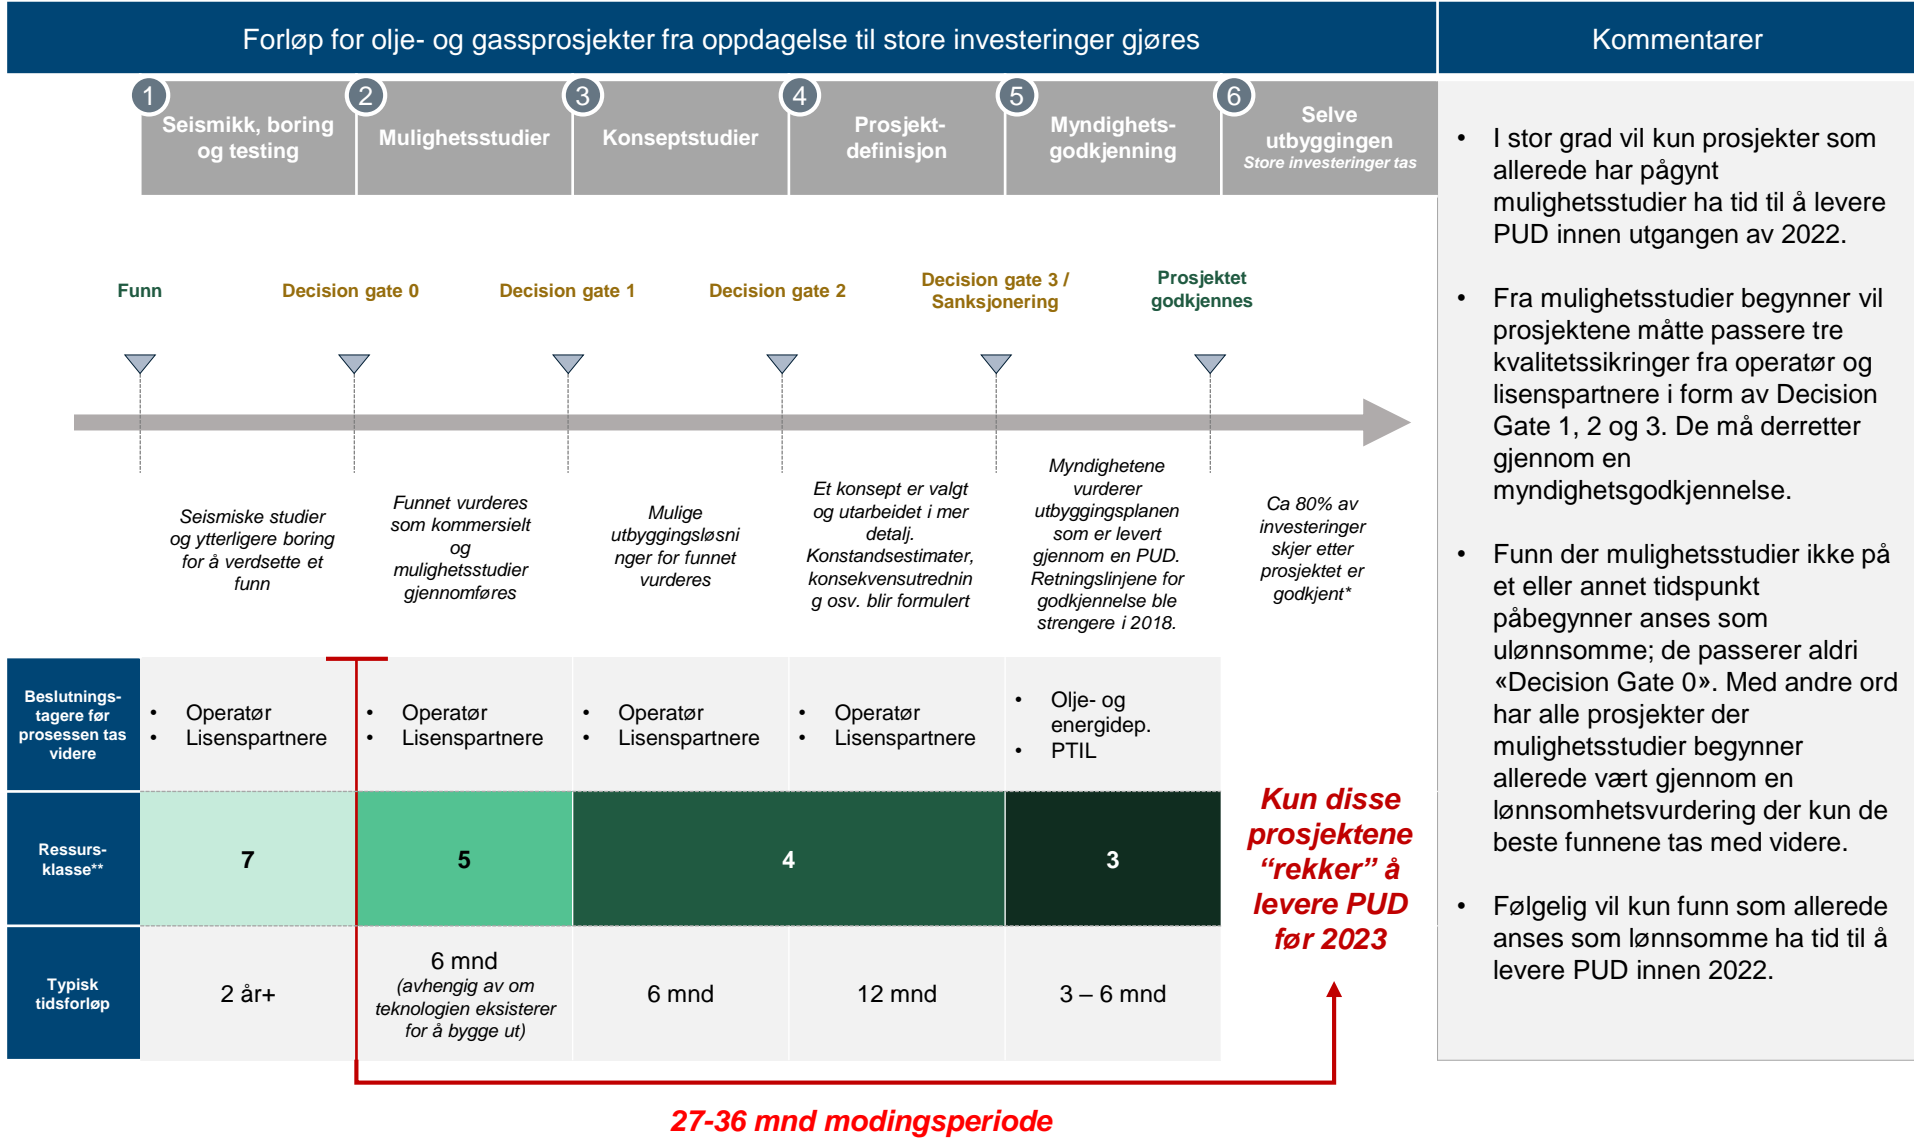 Forløp for olje- og gassprosjekter fra oppdagelse til store investeringer gjøres
Kommentarer
1
Seismikk, boring
og testing
2
Mulighetsstudier
3
Konseptstudier
4
Prosjekt-
definisjon
5
Myndighets-
godkjenning
6
Selve
utbyggingen
Store investeringer tas
Funn
Decision gate 0
Decision gate 1
Decision gate 2
Decision gate 3 /
Sanksjonering
Prosjektet
godkjennes
Seismiske studier
og ytterligere boring
for å verdsette et
funn
Funnet vurderes
som kommersielt
og
mulighetsstudier
gjennomføres
Mulige
utbyggingsløsni
nger for funnet
vurderes
Et konsept er valgt
og utarbeidet i mer
detalj.
Konstandsestimater,
konsekvensutrednin
g osv. blir formulert
Myndighetene
vurderer
utbyggingsplanen
som er levert
gjennom en PUD.
Retningslinjene for
godkjennelse ble
strengere i 2018.
Ca 80% av
investeringer
skjer etter
prosjektet er
godkjent*
Beslutnings-
tagere før
prosessen tas
videre
• Operatør
• Lisenspartnere
• Operatør
• Lisenspartnere
• Operatør
• Lisenspartnere
• Operatør
• Lisenspartnere
• Olje- og
energidep.
• PTIL
Ressurs-
klasse**
7
5
4
3
Typisk
tidsforløp
2 år+
6 mnd
(avhengig av om
teknologien eksisterer
for å bygge ut)
6 mnd
12 mnd
3 – 6 mnd
Kun disse
prosjektene
“rekker” å
levere PUD
før 2023
27-36 mnd modingsperiode
• I stor grad vil kun prosjekter som
allerede har pågynt
mulighetsstudier ha tid til å levere
PUD innen utgangen av 2022.
• Fra mulighetsstudier begynner vil
prosjektene måtte passere tre
kvalitetssikringer fra operatør og
lisenspartnere i form av Decision
Gate 1, 2 og 3. De må derretter
gjennom en
myndighetsgodkjennelse.
• Funn der mulighetsstudier ikke på
et eller annet tidspunkt
påbegynner anses som
ulønnsomme; de passerer aldri
«Decision Gate 0». Med andre ord
har alle prosjekter der
mulighetsstudier begynner
allerede vært gjennom en
lønnsomhetsvurdering der kun de
beste funnene tas med videre.
• Følgelig vil kun funn som allerede
anses som lønnsomme ha tid til å
levere PUD innen 2022.